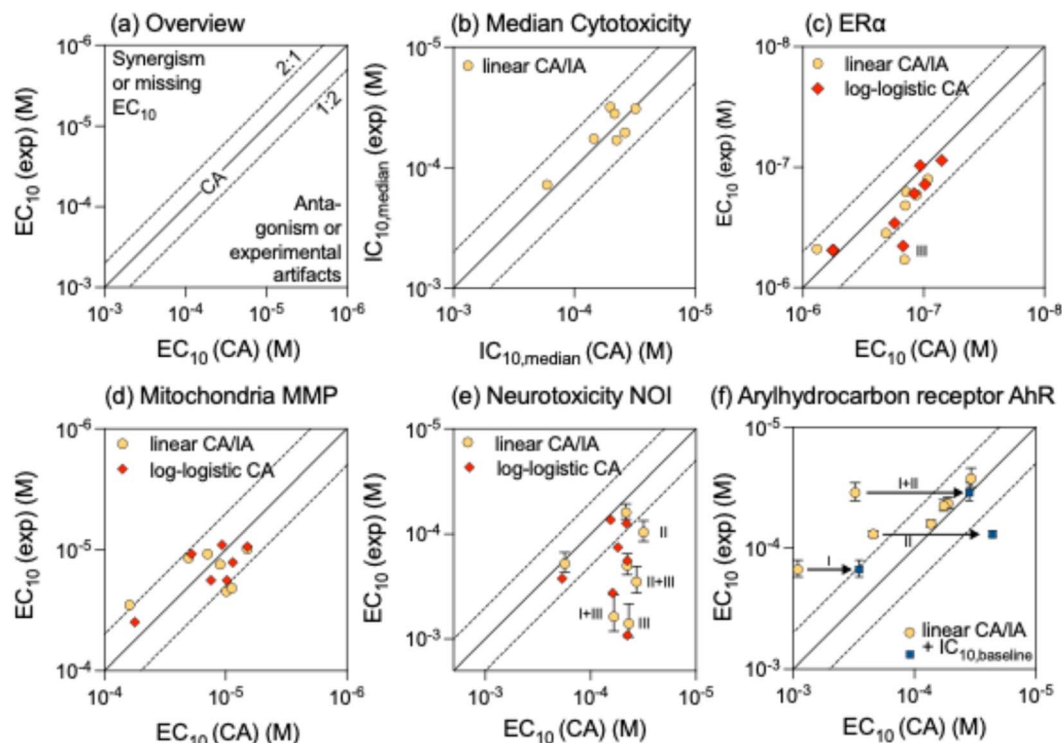 (a) Overview
EC10 (exp) (M)
10-6
10-5
10-4
10-3
Synergism
or missing
EC10
2:1
1:2
CA
Anta-
gonism or
experimental
artifacts
10-3
10-4
10-5
10-6
EC10 (CA) (M)
(b) Median Cytotoxicity
IC10,median (exp) (M)
10-5
10-4
10-3
linear CA/IA
10-3
10-4
10-5
IC10,median (CA) (M)
(c) ERα
EC10 (exp) (M)
10-8
10-7
10-6
linear CA/IA
log-logistic CA
III
10-6
10-7
10-8
EC10 (CA) (M)
(d) Mitochondria MMP
EC10 (exp) (M)
10-6
10-5
10-4
linear CA/IA
log-logistic CA
10-4
10-5
10-6
EC10 (CA) (M)
(e) Neurotoxicity NOI
EC10 (exp) (M)
10-5
10-4
10-3
linear CA/IA
log-logistic CA
II
II+III
I+III
III
10-3
10-4
10-5
EC10 (CA) (M)
(f) Arylhydrocarbon receptor AhR
EC10 (exp) (M)
10-5
10-4
10-3
I+II
II
I
linear CA/IA
+ IC10,baseline
10-3
10-4
10-5
EC10 (CA) (M)